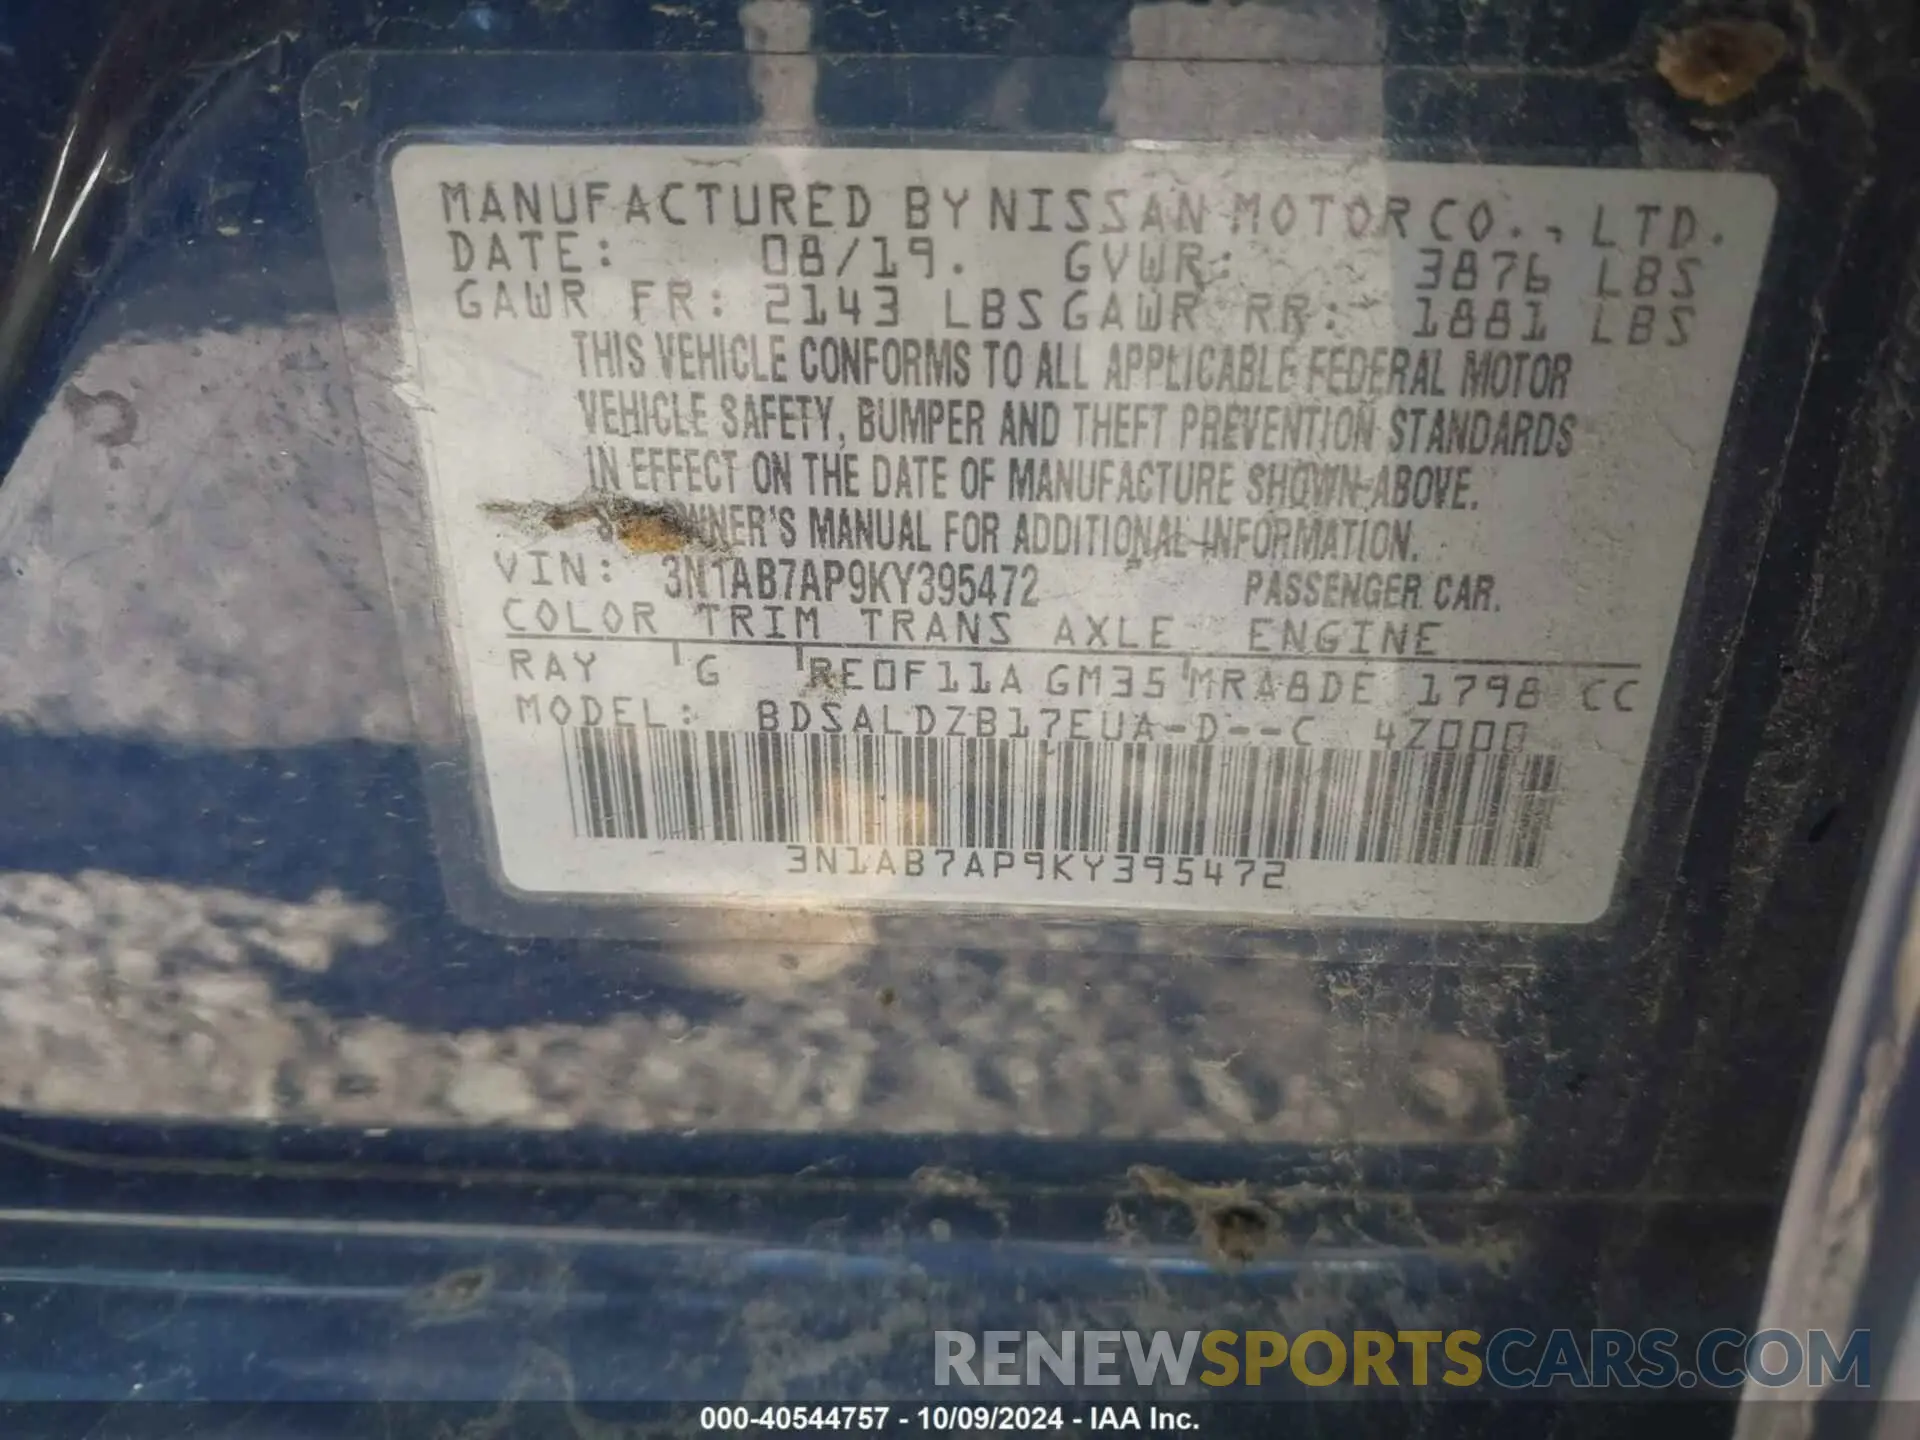 MANUFACTURED BY NISSAN MOTOR CO., LTD.
DATE: 08/19. GVWR: 3876 LBS
GAWR FR: 2143 LBS GAWR RR: 1881 LBS
THIS VEHICLE CONFORMS TO ALL APPLICABLE FEDERAL MOTOR
VEHICLE SAFETY, BUMPER AND THEFT PREVENTION STANDARDS
IN EFFECT ON THE DATE OF MANUFACTURE SHOWN ABOVE.
MANUAL FOR ADDITIONAL INFORMATION.
VIN: 3N1AB7AP9KY395472 PASSENGER CAR.
COLOR TRIM TRANS AXLE ENGINE
RAY G RE0F11A GM35 MRA8DE 1798 CC
MODEL: BDSALDZB17EUA-D--C 4Z000
3N1AB7AP9KY395472
RENEWSPORTSCARS.COM
000-40544757 - 10/09/2024 - IAA Inc.